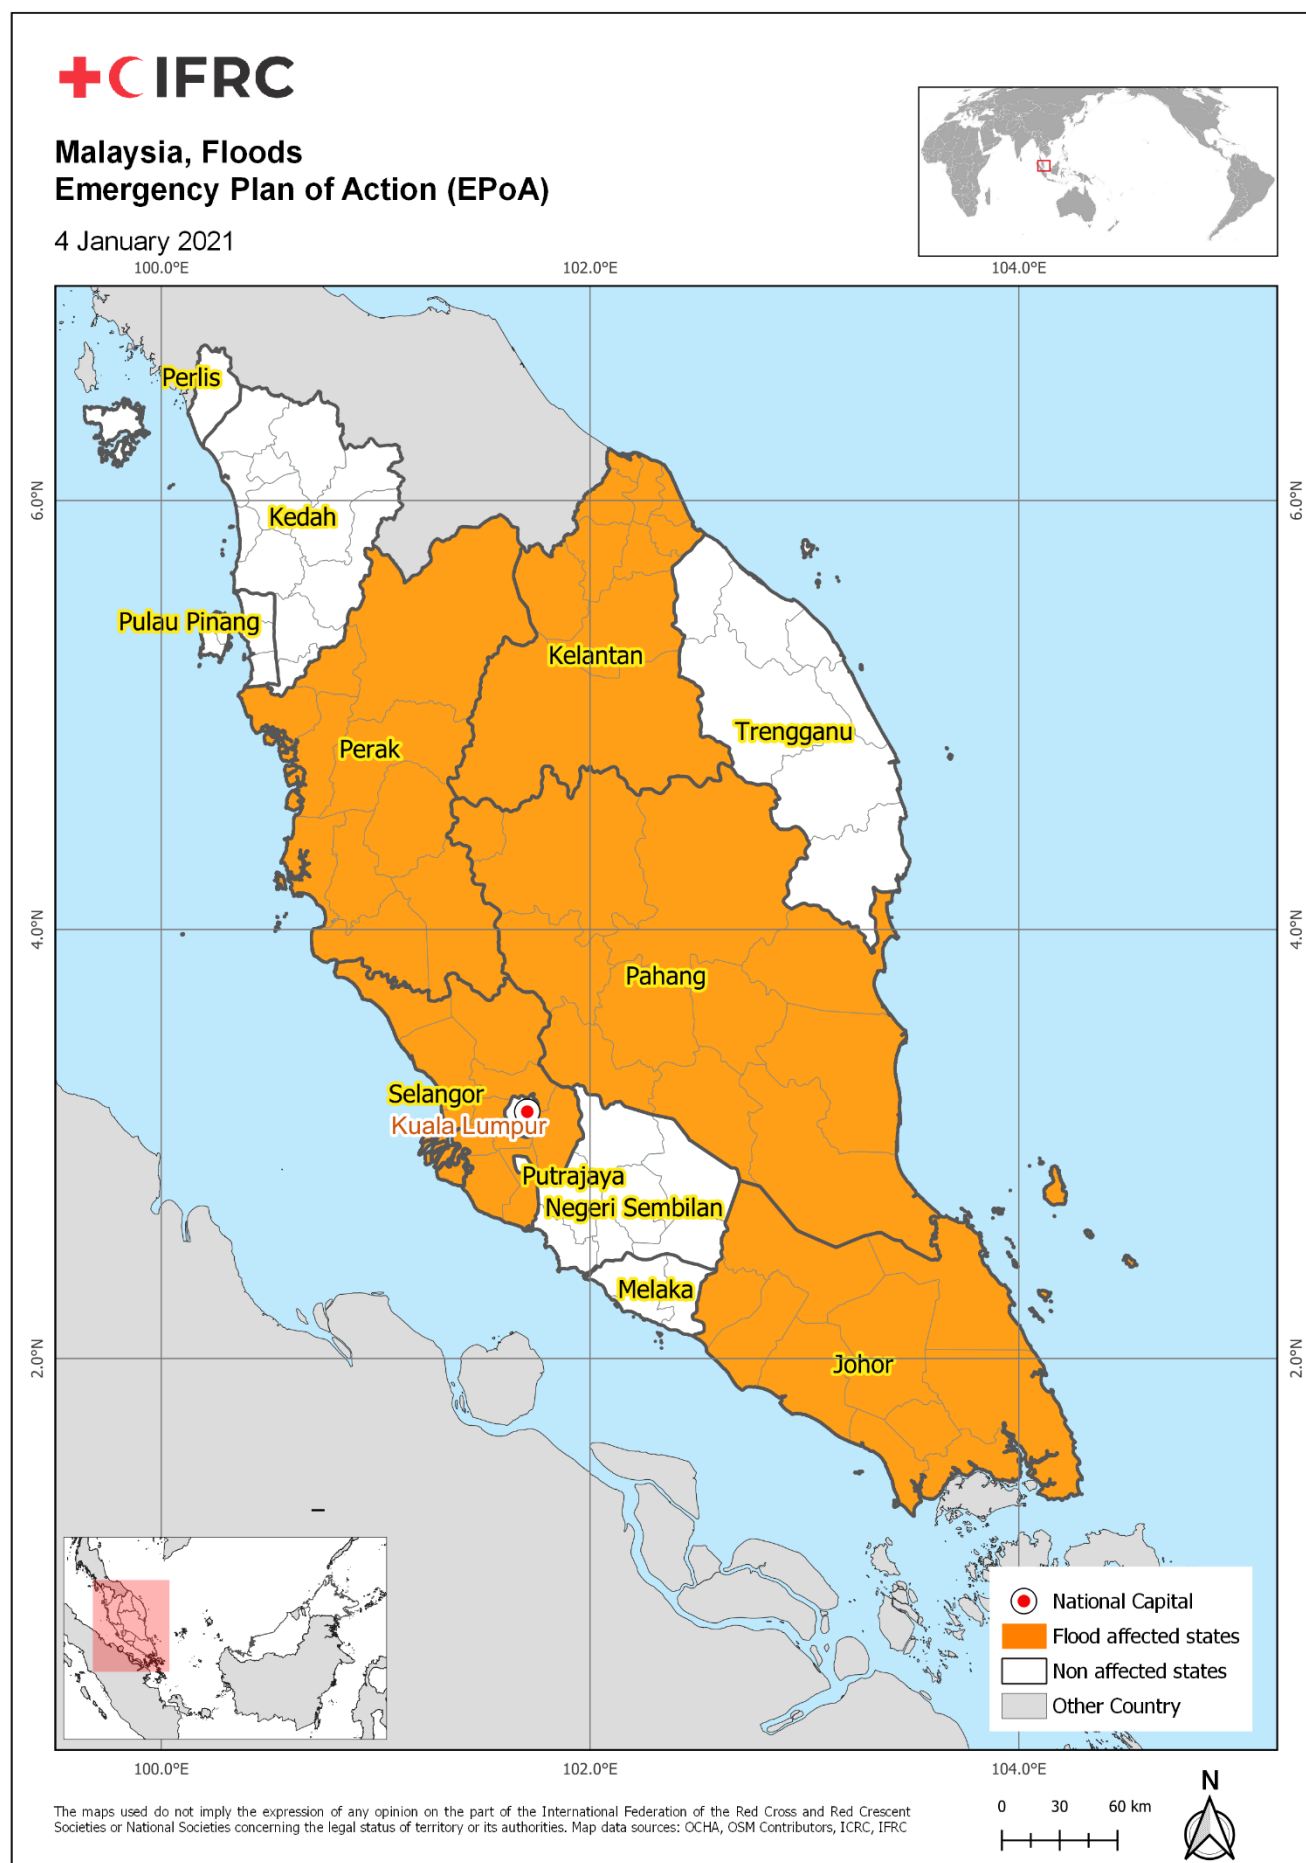 IFRC
Malaysia, Floods
Emergency Plan of Action (EPoA)
4 January 2021
100.0°E
102.0°E
104.0°E
Perlis
6.0°N
6.0°N
Kedah
Pulau Pinang
Kelantan
Trengganu
Perak
4.0°N
4.0°N
Pahang
Selangor
Kuala Lumpur
Putrajaya
Negeri Sembilan
Melaka
2.0°N
2.0°N
Johor
National Capital
Flood affected states
Non affected states
Other Country
100.0°E
102.0°E
104.0°E
The maps used do not imply the expression of any opinion on the part of the International Federation of the Red Cross and Red Crescent
Societies or National Societies concerning the legal status of territory or its authorities. Map data sources: OCHA, OSM Contributors, ICRC, IFRC
0 30 60 km
N